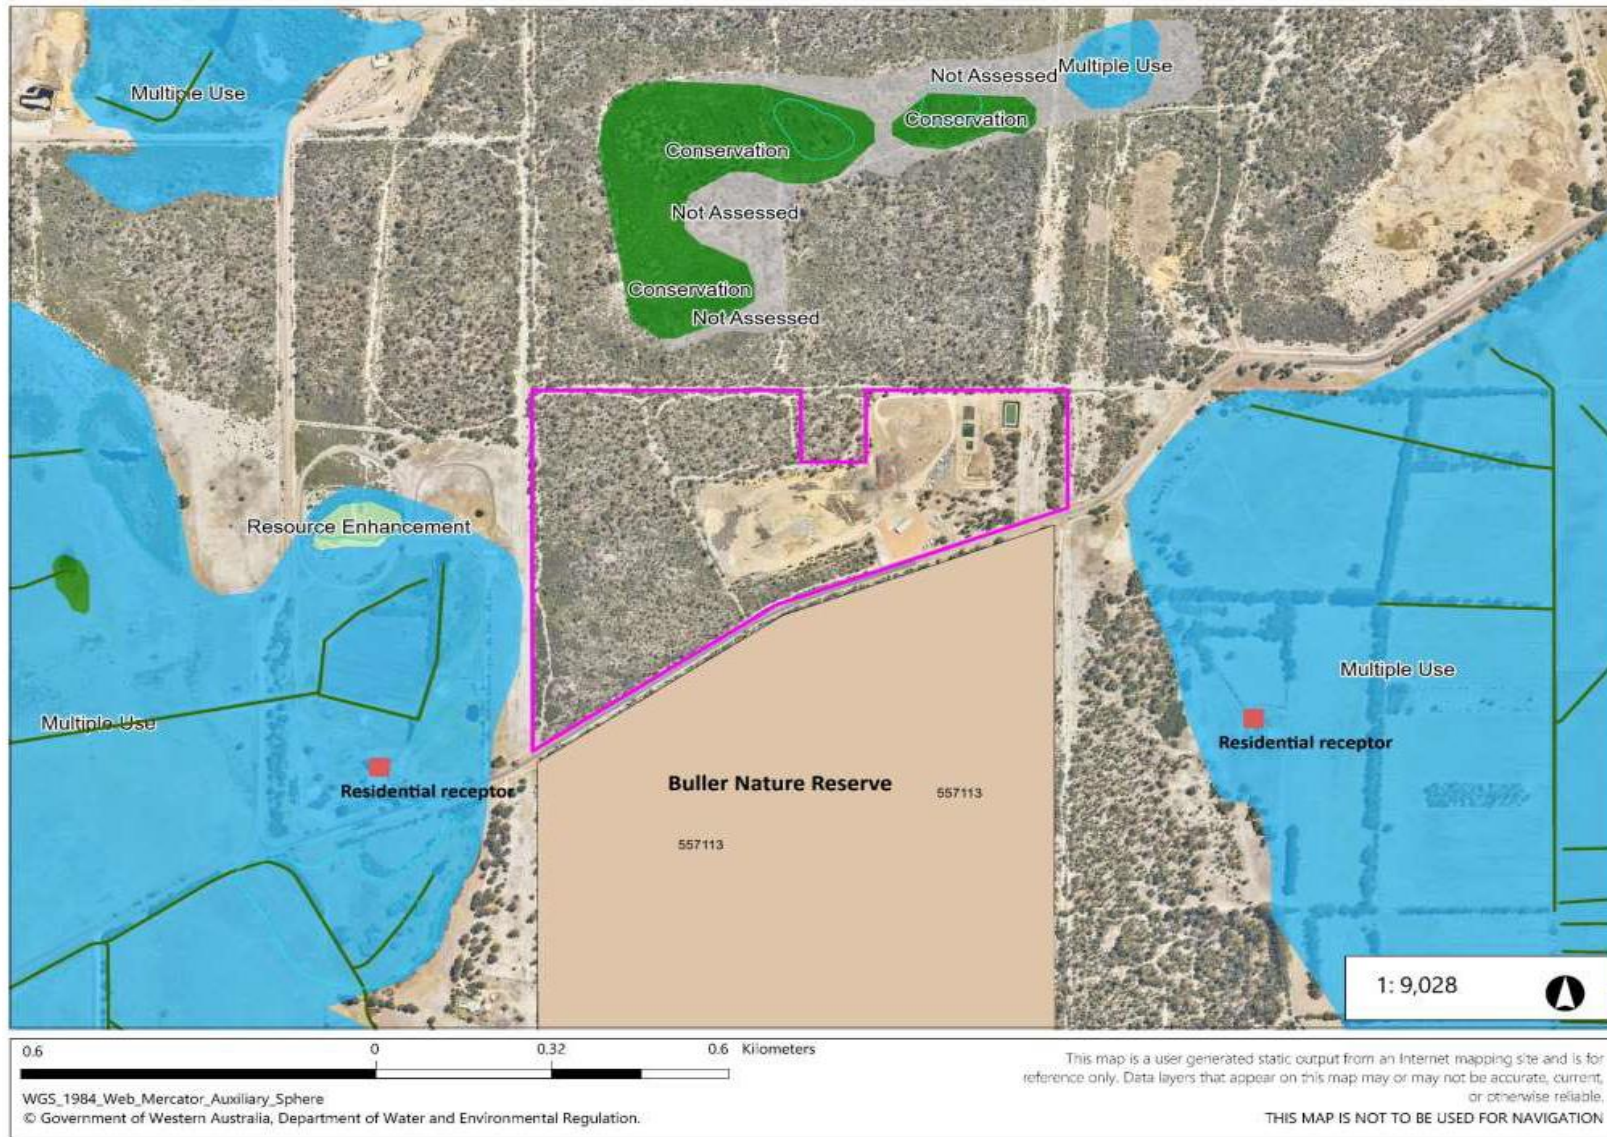 Multiple Use
Not Assessed
Multiple Use
Conservation
Conservation
Not Assessed
Conservation
Not Assessed
Resource Enhancement
Multiple Use
Multiple Use
Residential receptor
Residential receptor
Buller Nature Reserve
557113
557113
1: 9,028
0.6
0
0.32
0.6 Kilometers
This map is a user generated static output from an Internet mapping site and is for
reference only. Data layers that appear on this map may or may not be accurate, current,
or otherwise reliable.
WGS_1984_Web_Mercator_Auxiliary_Sphere
© Government of Western Australia, Department of Water and Environmental Regulation.
THIS MAP IS NOT TO BE USED FOR NAVIGATION